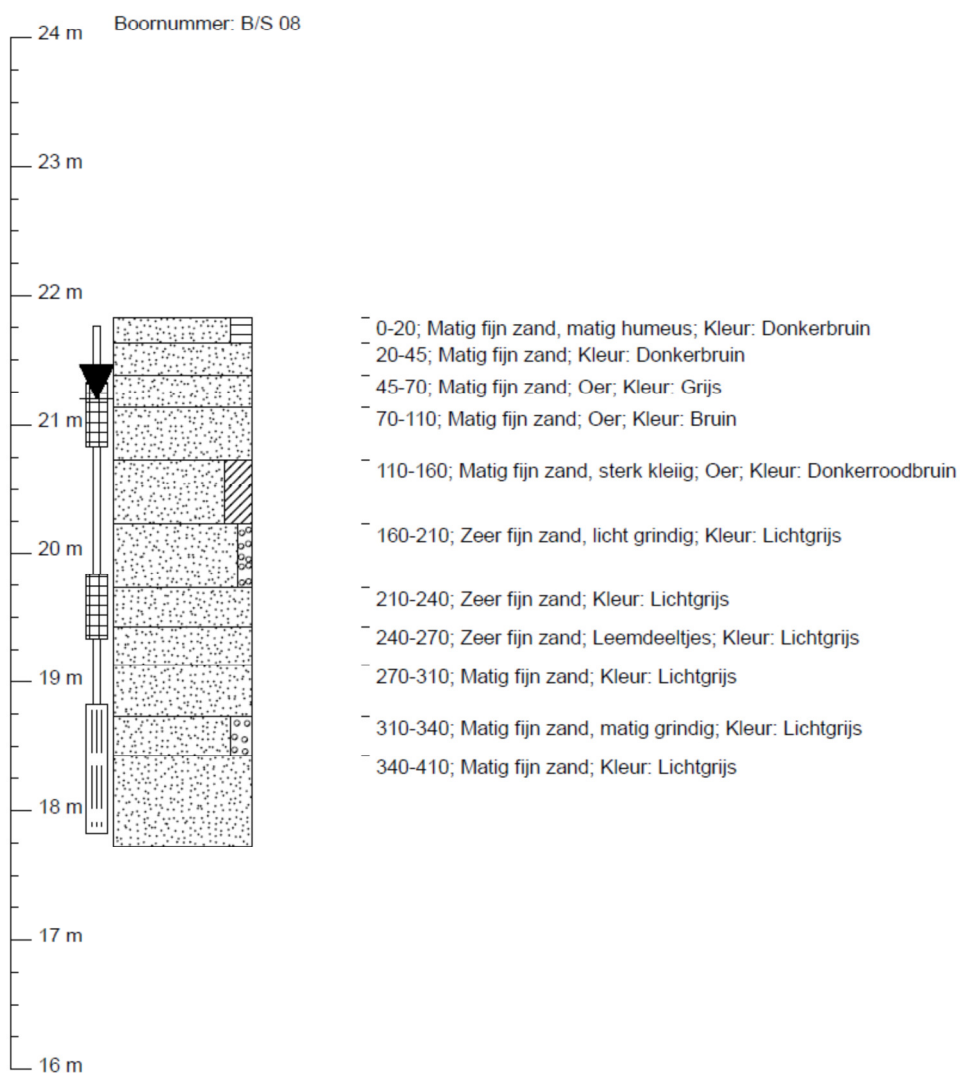 Boornummer: B/S 08
24 m
23 m
22 m
0-20; Matig fijn zand, matig humeus; Kleur: Donkerbruin
20-45; Matig fijn zand; Kleur: Donkerbruin
45-70; Matig fijn zand; Oer; Kleur: Grijs
21 m
70-110; Matig fijn zand; Oer; Kleur: Bruin
110-160; Matig fijn zand, sterk kleiig; Oer; Kleur: Donkerroodbruin
160-210; Zeer fijn zand, licht grindig; Kleur: Lichtgrijs
20 m
210-240; Zeer fijn zand; Kleur: Lichtgrijs
240-270; Zeer fijn zand; Leemdeeltjes; Kleur: Lichtgrijs
19 m
270-310; Matig fijn zand; Kleur: Lichtgrijs
310-340; Matig fijn zand, matig grindig; Kleur: Lichtgrijs
340-410; Matig fijn zand; Kleur: Lichtgrijs
18 m
17 m
16 m